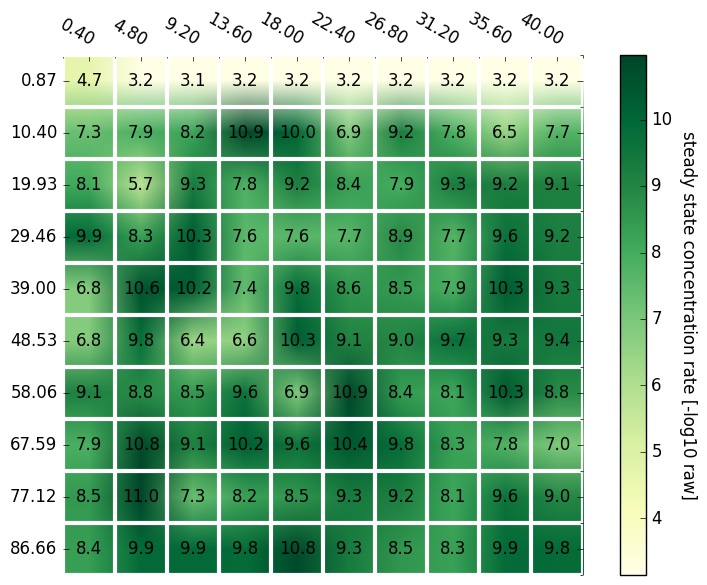 0.40 4.80 9.20 13.60 18.00 22.40 26.80 31.20 35.60 40.00
0.87 4.7 3.2 3.1 3.2 3.2 3.2 3.2 3.2 3.2 3.2
10.40 7.3 7.9 8.2 10.9 10.0 6.9 9.2 7.8 6.5 7.7
19.93 8.1 5.7 9.3 7.8 9.2 8.4 7.9 9.3 9.2 9.1
29.46 9.9 8.3 10.3 7.6 7.6 7.7 8.9 7.7 9.6 9.2
39.00 6.8 10.6 10.2 7.4 9.8 8.6 8.5 7.9 10.3 9.3
48.53 6.8 9.8 6.4 6.6 10.3 9.1 9.0 9.7 9.3 9.4
58.06 9.1 8.8 8.5 9.6 6.9 10.9 8.4 8.1 10.3 8.8
67.59 7.9 10.8 9.1 10.2 9.6 10.4 9.8 8.3 7.8 7.0
77.12 8.5 11.0 7.3 8.2 8.5 9.3 9.2 8.1 9.6 9.0
86.66 8.4 9.9 9.9 9.8 10.8 9.3 8.5 8.3 9.9 9.8
10
9
8
7
6
5
4
steady state concentration rate [-log10 raw]